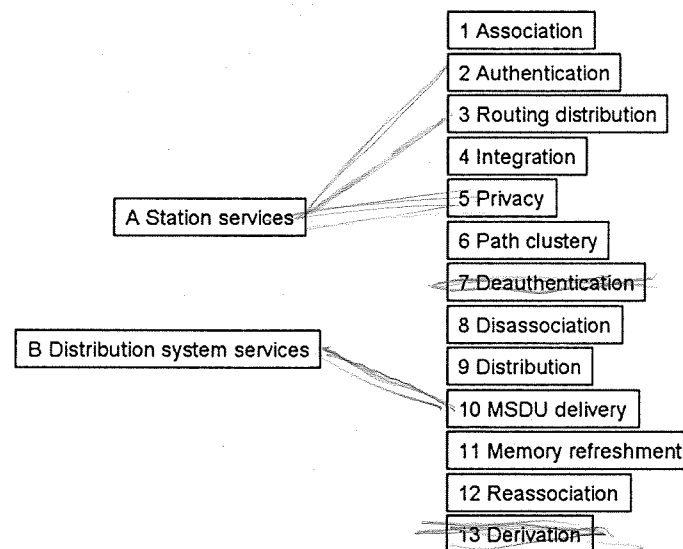 1 Association
2 Authentication
3 Routing distribution
4 Integration
A Station services
5 Privacy
6 Path clustery
7 Deauthentication
8 Disassociation
B Distribution system services
9 Distribution
10 MSDU delivery
11 Memory refreshment
12 Reassociation
13 Derivation